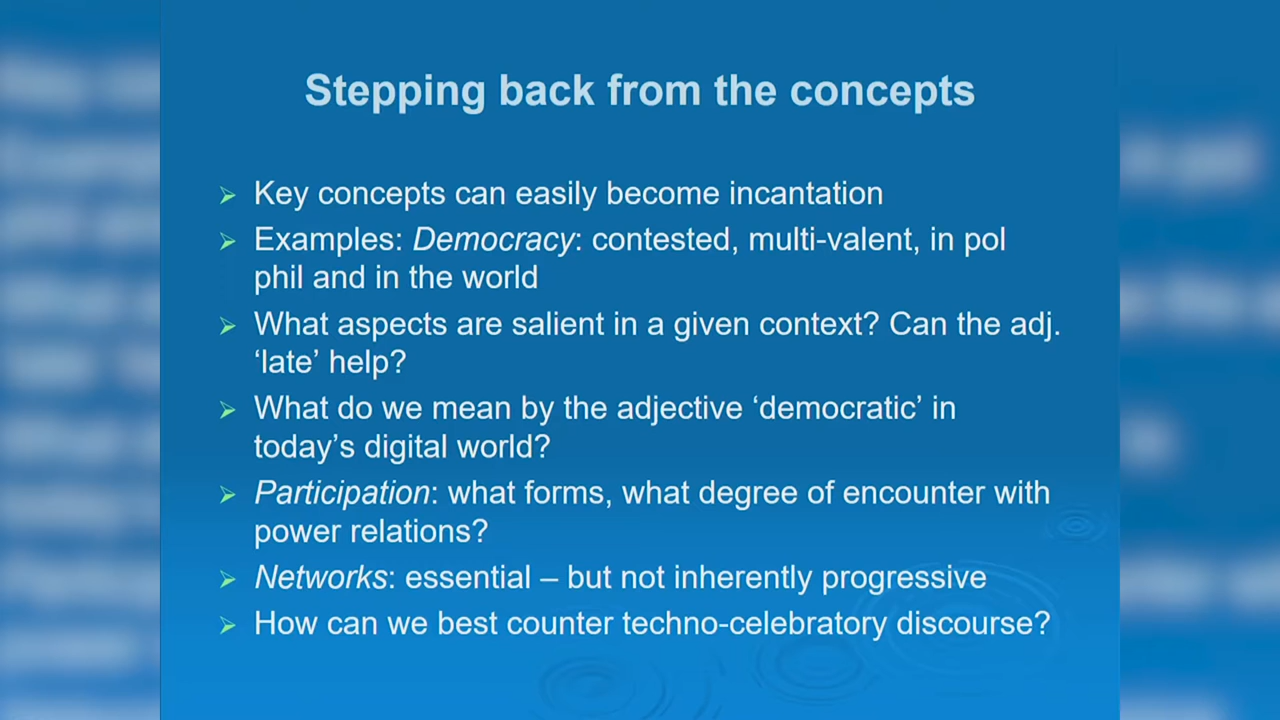 Stepping back from the concepts
Key concepts can easily become incantation
Examples: Democracy: contested, multi-valent, in pol
phil and in the world
What aspects are salient in a given context? Can the adj.
‘late’ help?
What do we mean by the adjective ‘democratic’ in
today’s digital world?
Participation: what forms, what degree of encounter with
power relations?
Networks: essential – but not inherently progressive
How can we best counter techno-celebratory discourse?